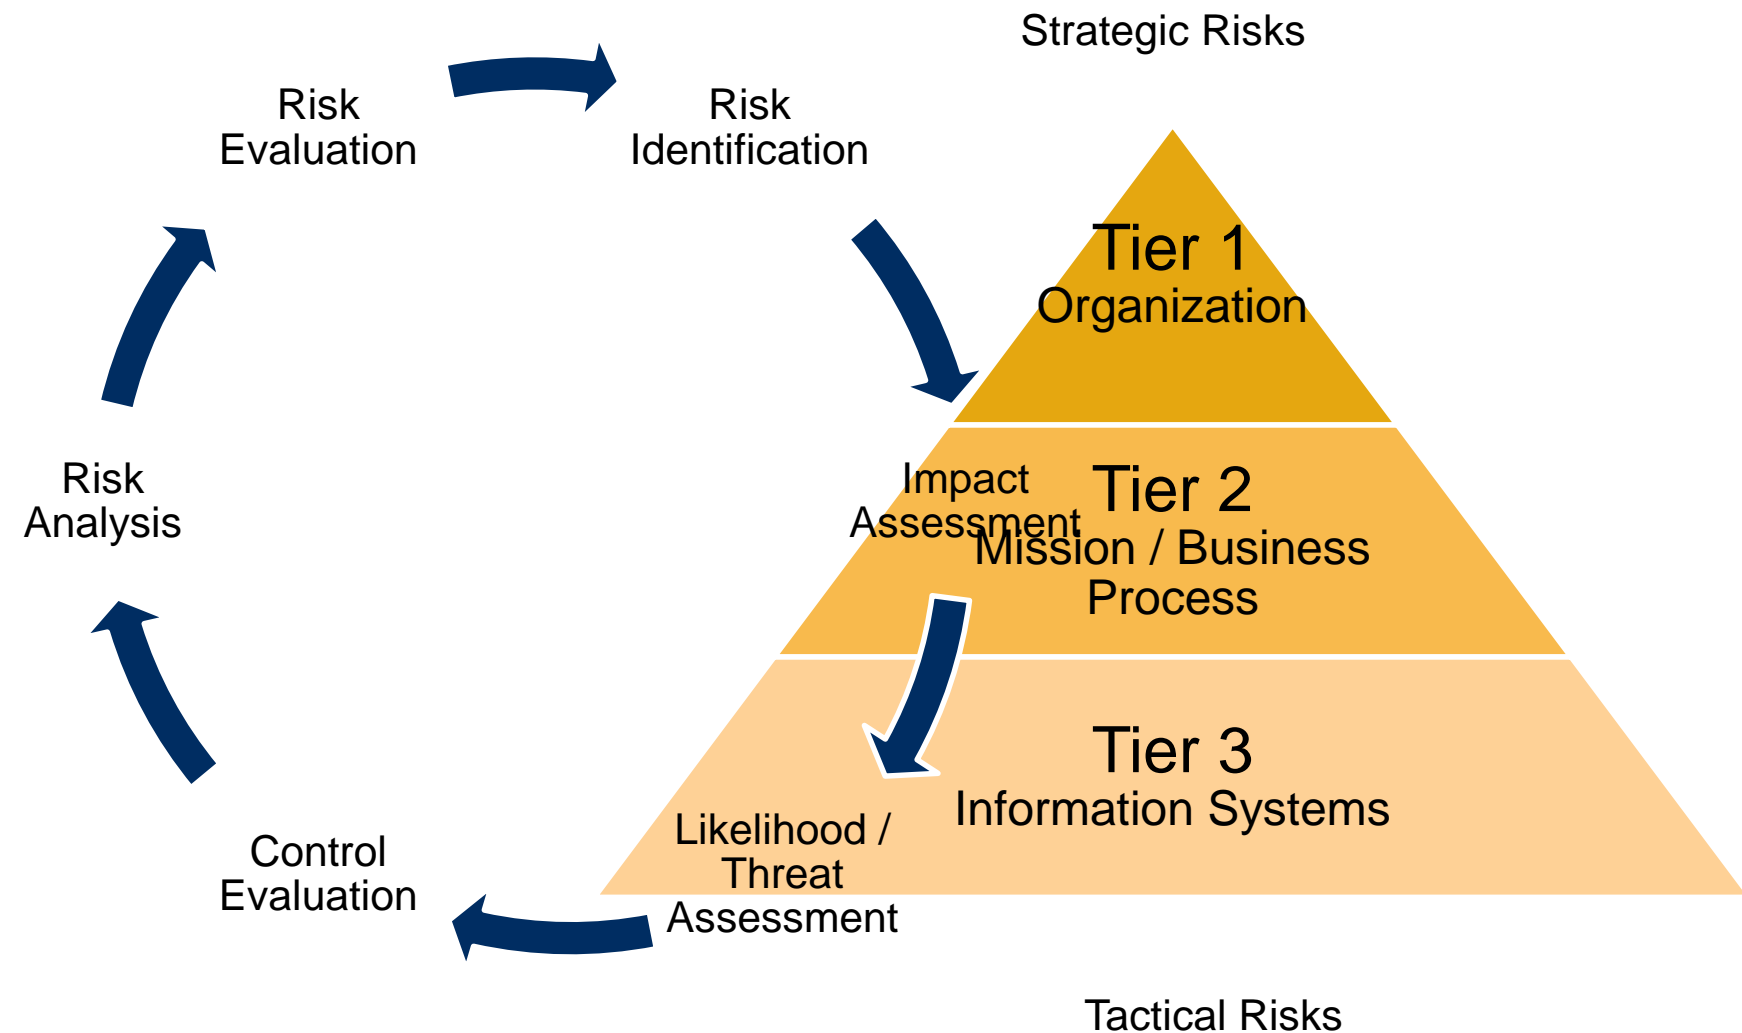 Strategic Risks
Risk
Evaluation
Risk
Identification
Tier 1
Organization
Risk
Analysis
Impact
Assessment
Tier 2
Mission / Business
Process
Tier 3
Information Systems
Likelihood /
Threat
Assessment
Control
Evaluation
Tactical Risks